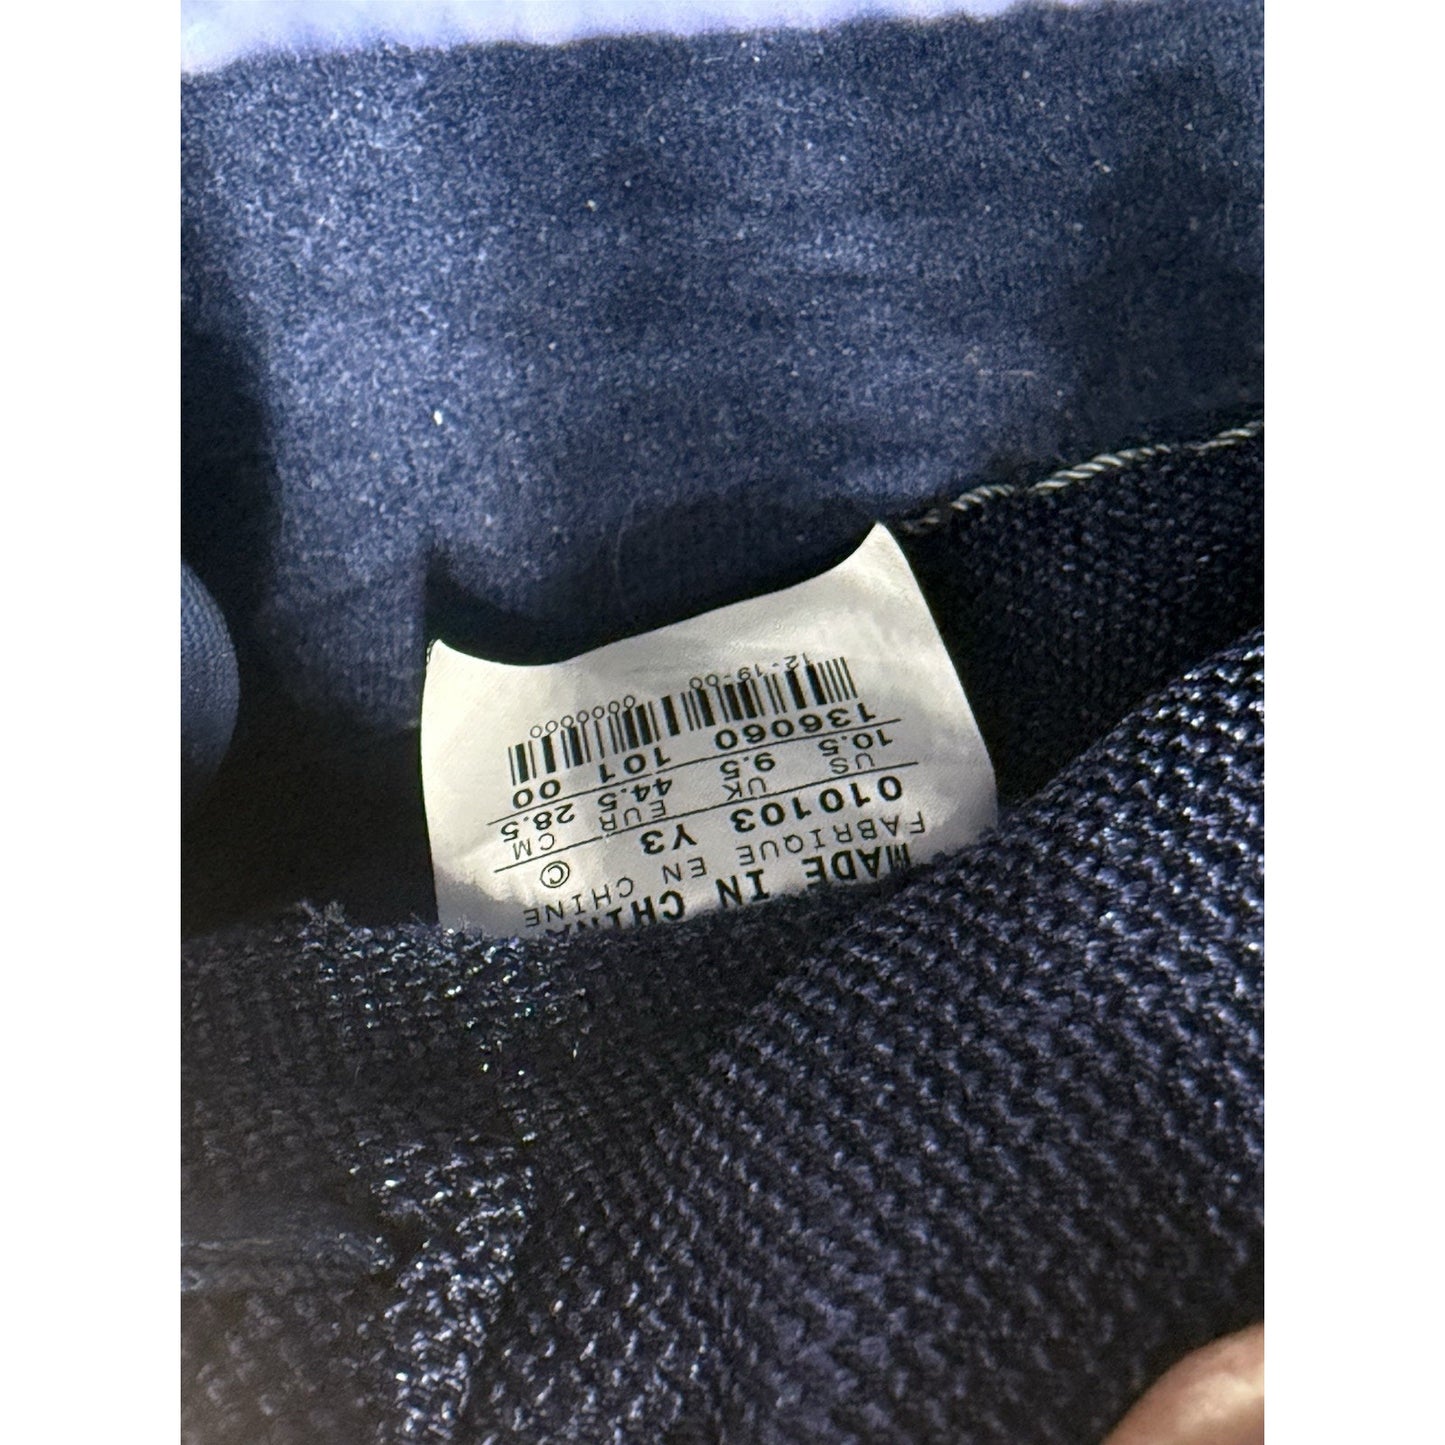 MADE IN CHINA
FABRIQUE EN CHINE
010103 Y3 ©
US UK EUR CM
10.5 9.5 44.5 28.5
136060 101 00
12-19-00 0000000